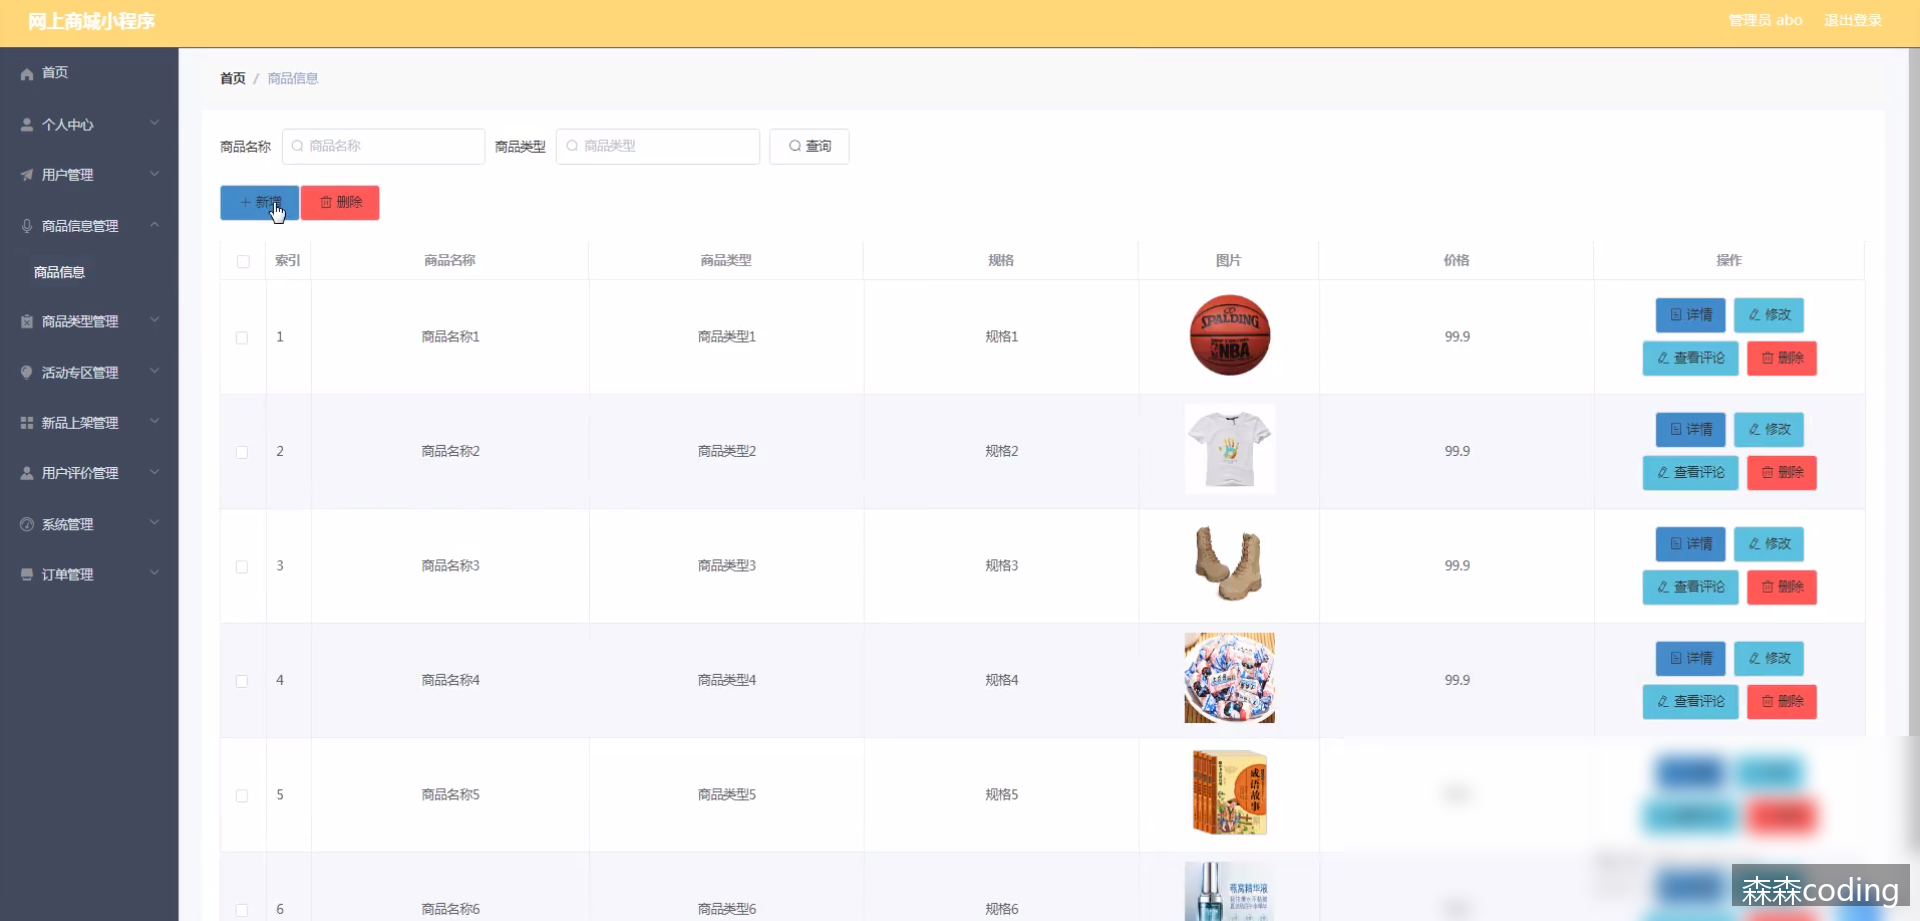 网上商城小程序
管理员 abo 退出登录
首页
个人中心
用户管理
商品信息管理
商品信息
商品类型管理
活动专区管理
新品上架管理
用户评价管理
系统管理
订单管理
首页 / 商品信息
商品名称 商品名称 商品类型 商品类型 查询
新增 删除
索引 商品名称 商品类型 规格 图片 价格 操作
1 商品名称1 商品类型1 规格1 99.9
SPALDING
NBA
详情 修改
查看评论 删除
2 商品名称2 商品类型2 规格2 99.9
详情 修改
查看评论 删除
3 商品名称3 商品类型3 规格3 99.9
详情 修改
查看评论 删除
4 商品名称4 商品类型4 规格4 99.9
详情 修改
查看评论 删除
5 商品名称5 商品类型5 规格5
成语故事
6 商品名称6 商品类型6 规格6
燕窝精华液
森森coding